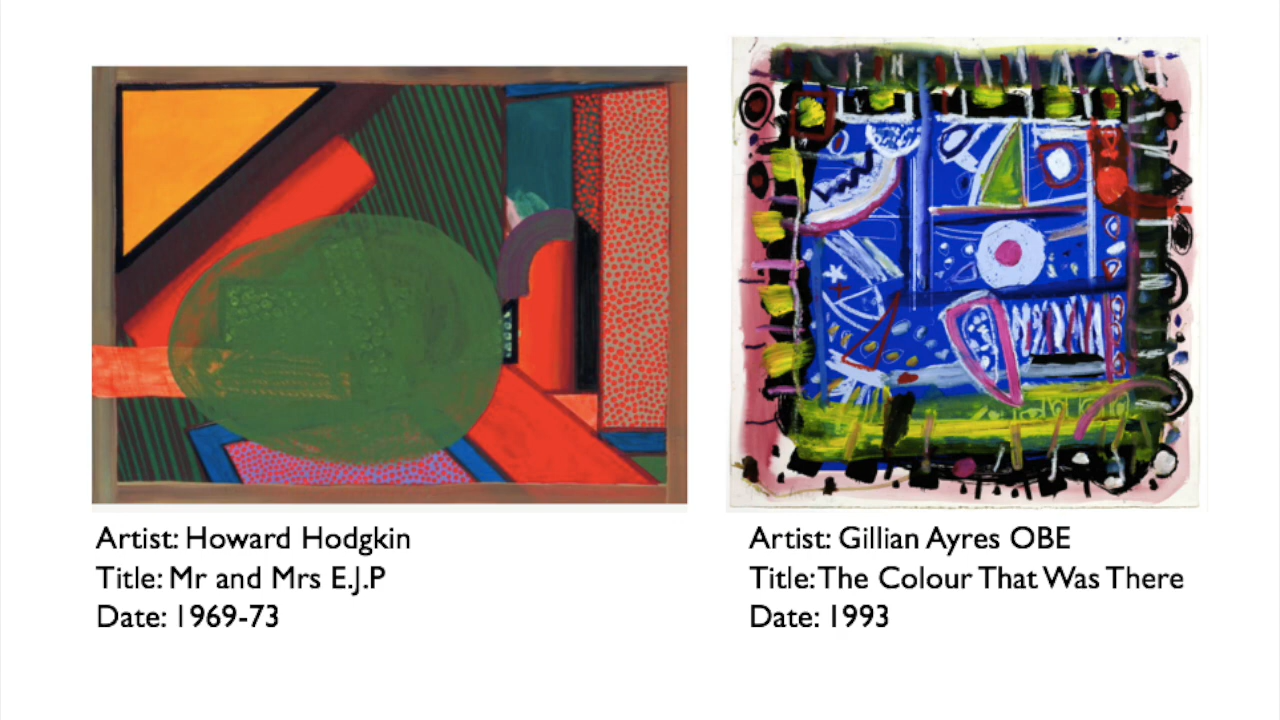 Artist: Howard Hodgkin
Title: Mr and Mrs E.J.P
Date: 1969-73
Artist: Gillian Ayres OBE
Title: The Colour That Was There
Date: 1993